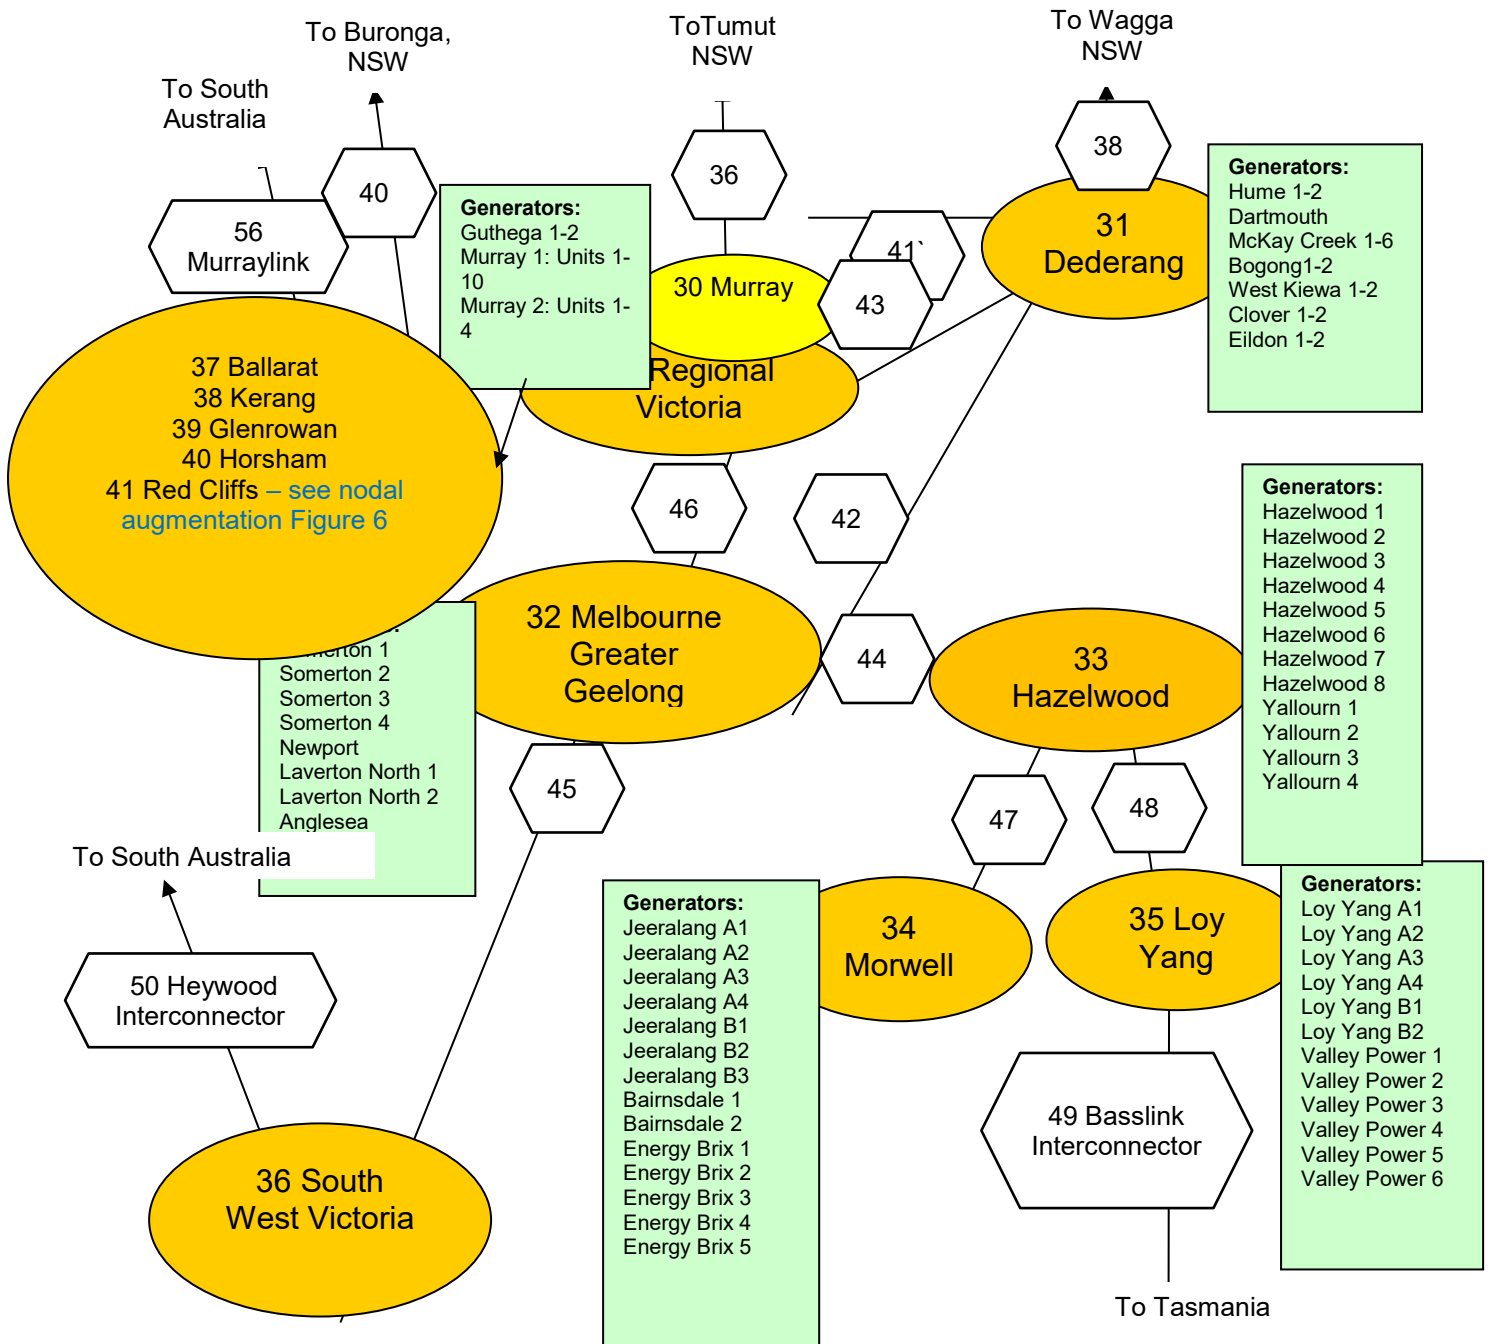 To Buronga,
NSW
ToTumut
NSW
To Wagga
NSW
To South
Australia
38
36
40
56
Murraylink
41`
43
Generators:
Guthega 1-2
Murray 1: Units 1-
10
Murray 2: Units 1-
4
30 Murray
31
Dederang
Generators:
Hume 1-2
Dartmouth
McKay Creek 1-6
Bogong1-2
West Kiewa 1-2
Clover 1-2
Eildon 1-2
Regional
Victoria
37 Ballarat
38 Kerang
39 Glenrowan
40 Horsham
41 Red Cliffs – see nodal
augmentation Figure 6
46
42
44
32 Melbourne
Greater
Geelong
33
Hazelwood
Generators:
Hazelwood 1
Hazelwood 2
Hazelwood 3
Hazelwood 4
Hazelwood 5
Hazelwood 6
Hazelwood 7
Hazelwood 8
Yallourn 1
Yallourn 2
Yallourn 3
Yallourn 4
merton 1
Somerton 2
Somerton 3
Somerton 4
Newport
Laverton North 1
Laverton North 2
Anglesea
45
47
48
To South Australia
50 Heywood
Interconnector
Generators:
Jeeralang A1
Jeeralang A2
Jeeralang A3
Jeeralang A4
Jeeralang B1
Jeeralang B2
Jeeralang B3
Bairnsdale 1
Bairnsdale 2
Energy Brix 1
Energy Brix 2
Energy Brix 3
Energy Brix 4
Energy Brix 5
34
Morwell
35 Loy
Yang
Generators:
Loy Yang A1
Loy Yang A2
Loy Yang A3
Loy Yang A4
Loy Yang B1
Loy Yang B2
Valley Power 1
Valley Power 2
Valley Power 3
Valley Power 4
Valley Power 5
Valley Power 6
49 Basslink
Interconnector
36 South
West Victoria
To Tasmania